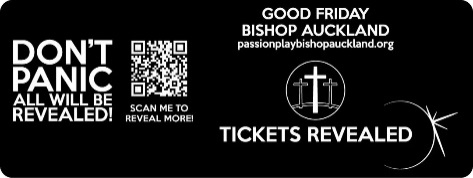 DON'T
PANIC
ALL WILL BE
REVEALED!
SCAN ME TO
REVEAL MORE!
GOOD FRIDAY
BISHOP AUCKLAND
passionplaybishopauckland.org
TICKETS REVEALED